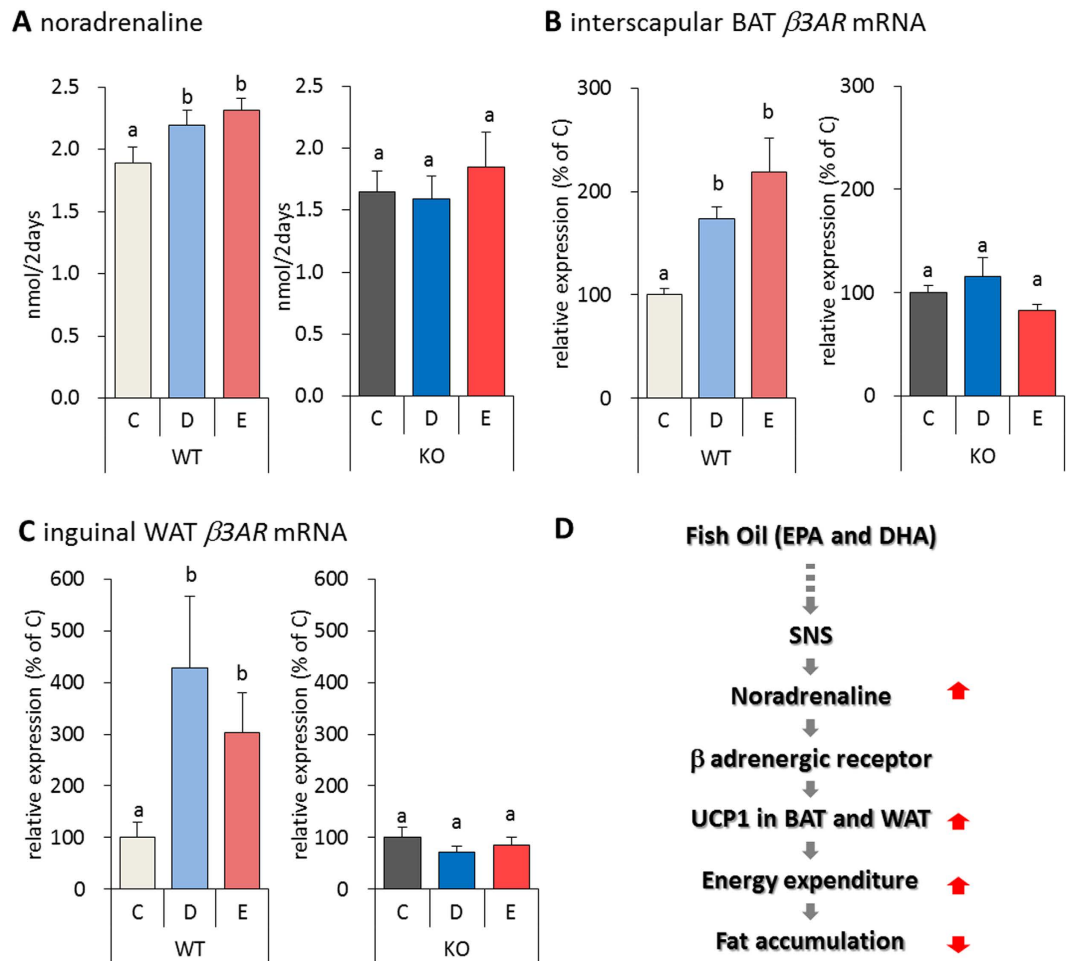 A noradrenaline
2.5
2.0
1.5
1.0
0.5
0.0
nmol/2days
a
b
b
C D E
WT
2.5
2.0
1.5
1.0
0.5
0.0
nmol/2days
a
a
a
C D E
KO
B interscapular BAT β3AR mRNA
300
200
100
0
relative expression (% of C)
a
b
b
C D E
WT
300
200
100
0
relative expression (% of C)
a
a
a
C D E
KO
C inguinal WAT β3AR mRNA
600
500
400
300
200
100
0
relative expression (% of C)
a
b
b
C D E
WT
600
500
400
300
200
100
0
relative expression (% of C)
a
a
a
C D E
KO
D
Fish Oil (EPA and DHA)
SNS
Noradrenaline
β adrenergic receptor
UCP1 in BAT and WAT
Energy expenditure
Fat accumulation